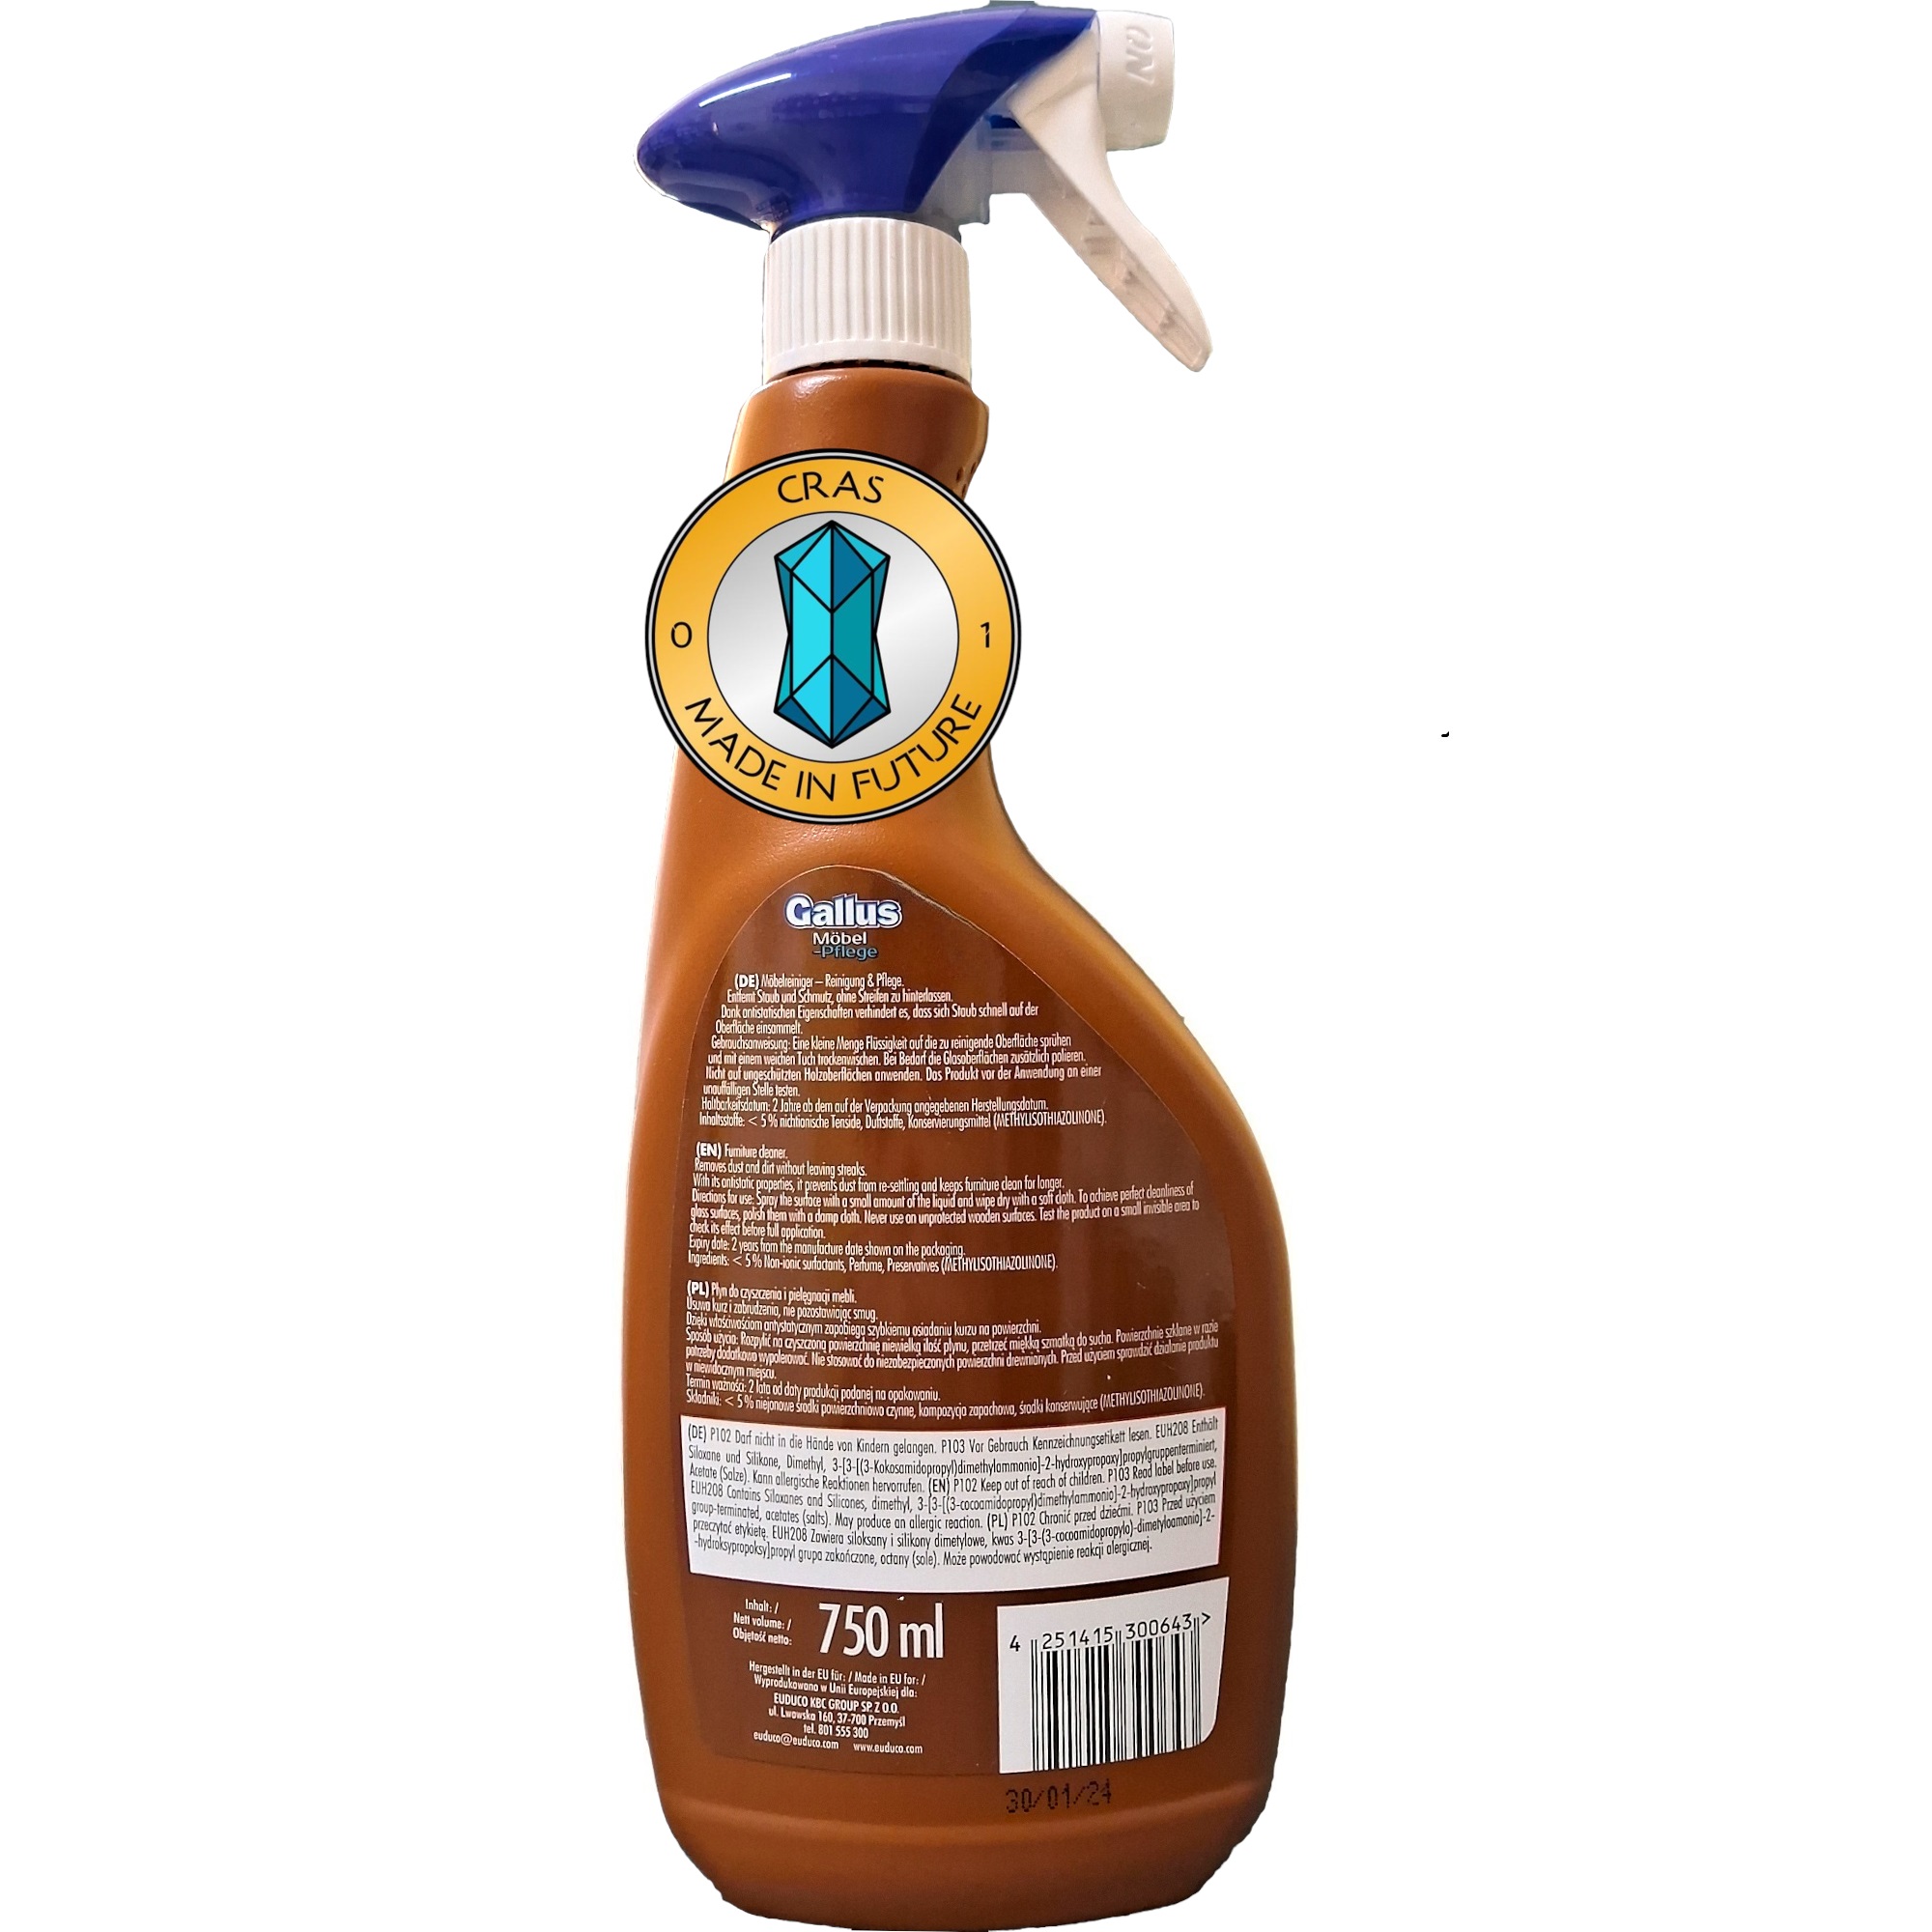 ON
CRAS
0
1
MADE IN FUTURE
Gallus
Möbel
-Pflege
(DE) Möbelreiniger – Reinigung & Pflege.
Entfernt Staub und Schmutz, ohne Streifen zu hinterlassen.
Dank antistatischen Eigenschaften verhindert es, dass sich Staub schnell auf der
Oberfläche einsammelt.
Gebrauchsanweisung: Eine kleine Menge Flüssigkeit auf die zu reinigende Oberfläche sprühen
und mit einem weichen Tuch trockenwischen. Bei Bedarf die Glasoberflächen zusätzlich polieren.
Nicht auf ungeschützten Holzoberflächen anwenden. Das Produkt vor der Anwendung an einer
unauffälligen Stelle testen.
Haltbarkeitsdatum: 2 Jahre ab dem auf der Verpackung angegebenen Herstellungsdatum.
Inhaltsstoffe: < 5 % nichtionische Tenside, Duftstoffe, Konservierungsmittel (METHYLISOTHIAZOLINONE).
(EN) Furniture cleaner.
Removes dust and dirt without leaving streaks.
With its antistatic properties, it prevents dust from re-settling and keeps furniture clean for longer.
Directions for use: Spray the surface with a small amount of the liquid and wipe dry with a soft cloth. To achieve perfect cleanliness of
glass surfaces, polish them with a damp cloth. Never use on unprotected wooden surfaces. Test the product on a small invisible area to
check its effect before full application.
Expiry date: 2 years from the manufacture date shown on the packaging.
Ingredients: < 5 % Non-ionic surfactants, Perfume, Preservatives (METHYLISOTHIAZOLINONE).
(PL) Płyn do czyszczenia i pielęgnacji mebli.
Usuwa kurz i zabrudzenia, nie pozostawiając smug.
Dzięki właściwościom antystatycznym zapobiega szybkiemu osiadaniu kurzu na powierzchni.
Sposób użycia: Rozpylić na czyszczoną powierzchnię niewielką ilość płynu, przetrzeć miękką szmatką do sucha. Powierzchnie szklane w razie
potrzeby dodatkowo wypolerować. Nie stosować do niezabezpieczonych powierzchni drewnianych. Przed użyciem sprawdzić działanie produktu
w niewidocznym miejscu.
Termin ważności: 2 lata od daty produkcji podanej na opakowaniu.
Składniki: < 5 % niejonowe środki powierzchniowo czynne, kompozycja zapachowa, środki konserwujące (METHYLISOTHIAZOLINONE).
(DE) P102 Darf nicht in die Hände von Kindern gelangen. P103 Vor Gebrauch Kennzeichnungsetikett lesen. EUH208 Enthält
Siloxane und Silikone, Dimethyl, 3-[3-[(3-Kokosamidopropyl)dimethylammonio]-2-hydroxypropoxy]propylgruppenterminiert,
Acetate (Salze). Kann allergische Reaktionen hervorrufen. (EN) P102 Keep out of reach of children. P103 Read label before use.
EUH208 Contains Siloxanes and Silicones, dimethyl, 3-[3-[(3-cocoamidopropyl)dimethylammonio]-2-hydroxypropoxy]propyl
group-terminated, acetates (salts). May produce an allergic reaction. (PL) P102 Chronić przed dziećmi. P103 Przed użyciem
przeczytać etykietę. EUH208 Zawiera siloksany i silikony dimetylowe, kwas 3-[3-(3-cocoamidopropylo)-dimetyloamonio]-2-
-hydroksypropoksy]propyl grupa zakończone, octany (sole). Może powodować wystąpienie reakcji alergicznej.
Inhalt: /
Nett volume: /
Objętość netto:
750 ml
Hergestellt in der EU für: / Made in EU for: /
Wyprodukowano w Unii Europejskiej dla:
EUDUCO KBC GROUP SP. Z O.O.
ul. Lwowska 160, 37-700 Przemyśl
tel. 801 555 300
euduco@euduco.com www.euduco.com
4 251415 300643 >
30/01/24